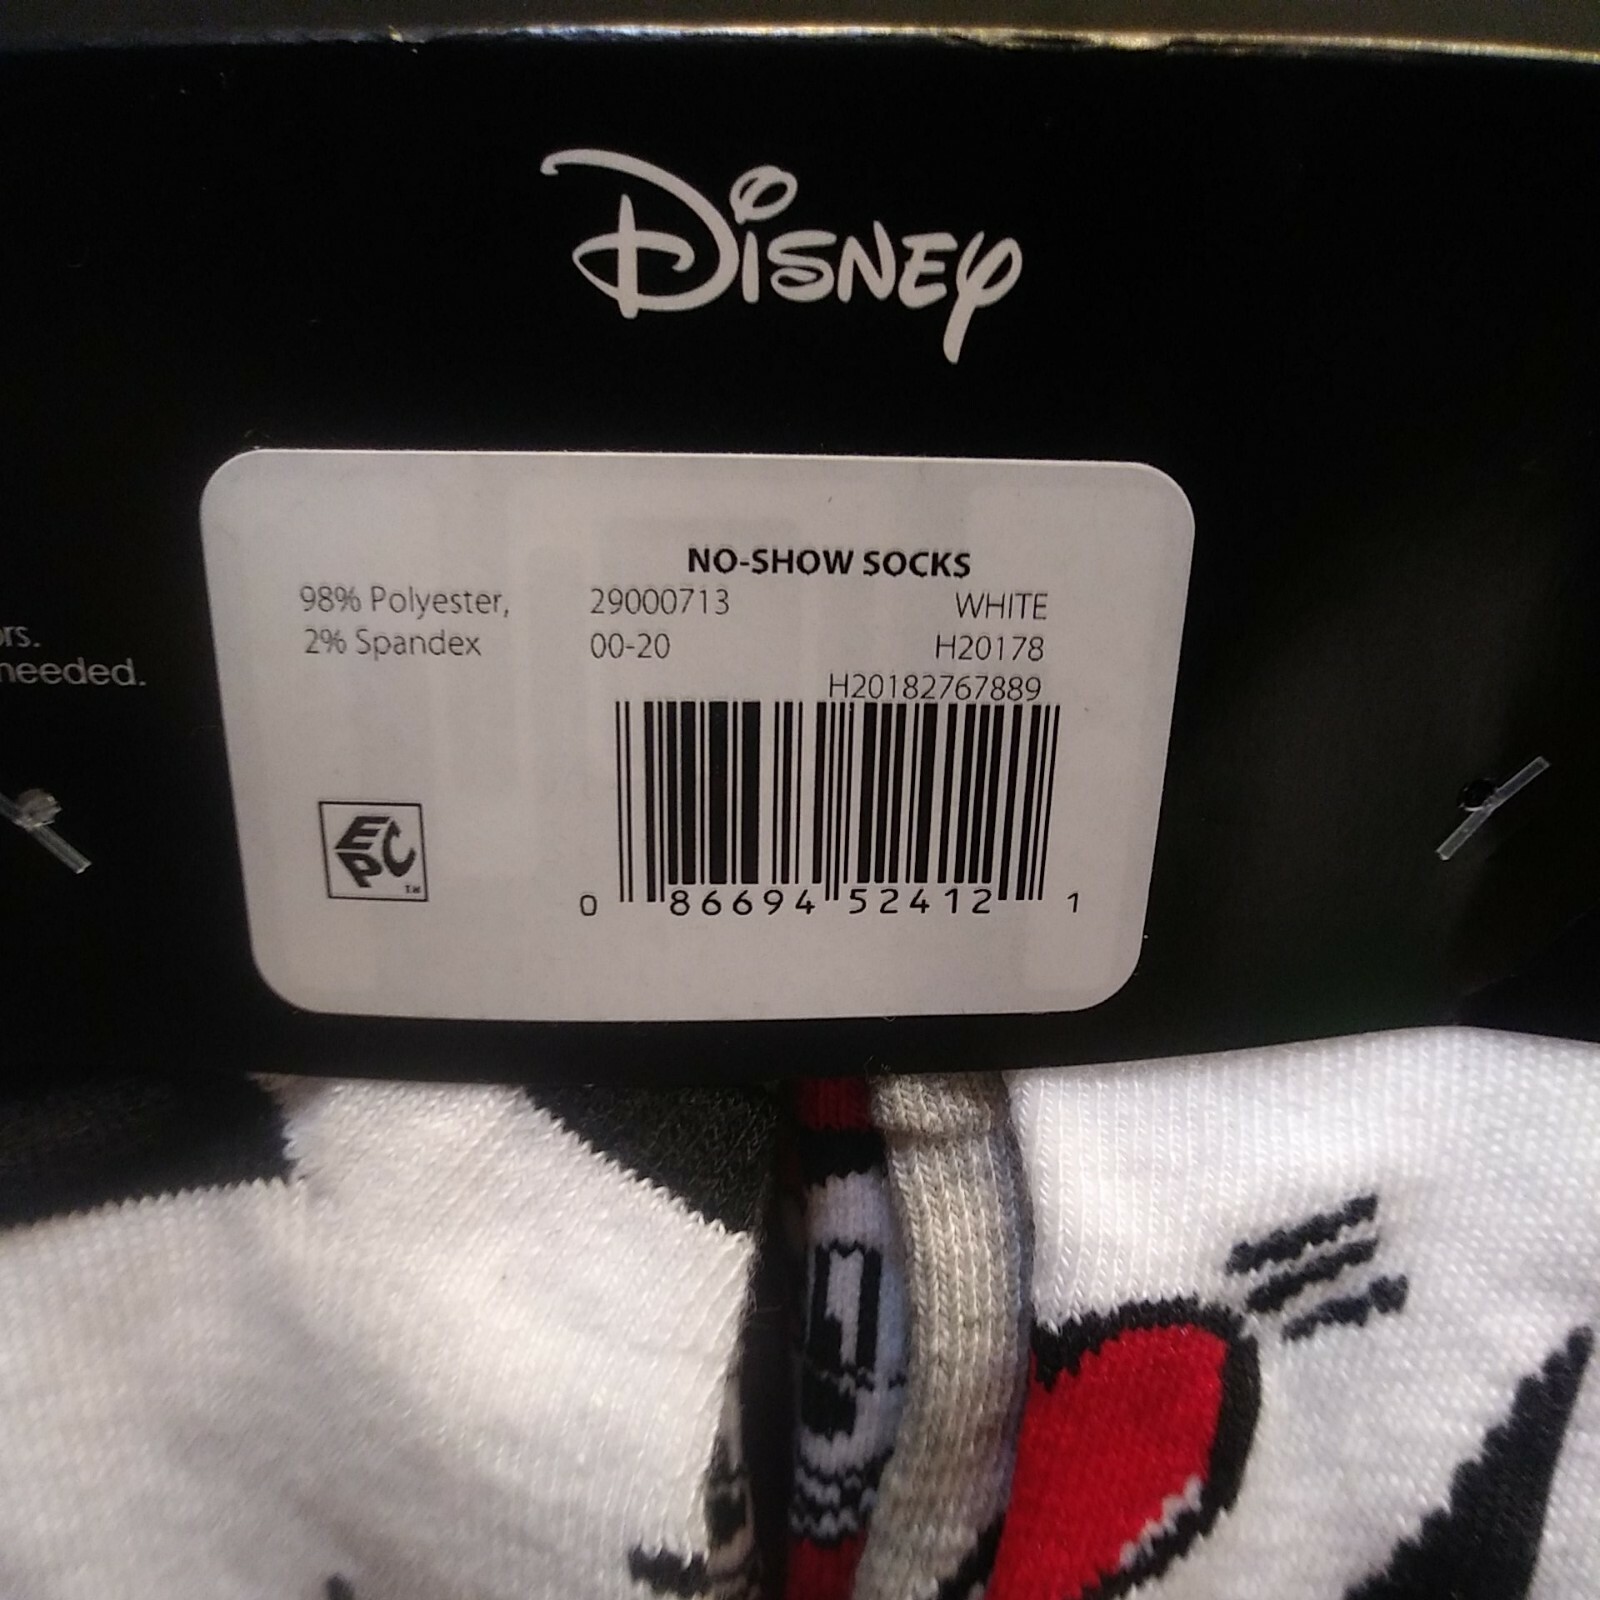 Disney
NO-SHOW SOCKS
98% Polyester,
2% Spandex
29000713 WHITE
00-20 H20178
H20182767889
EPC™
0 86694 52412 1
rs.
needed.